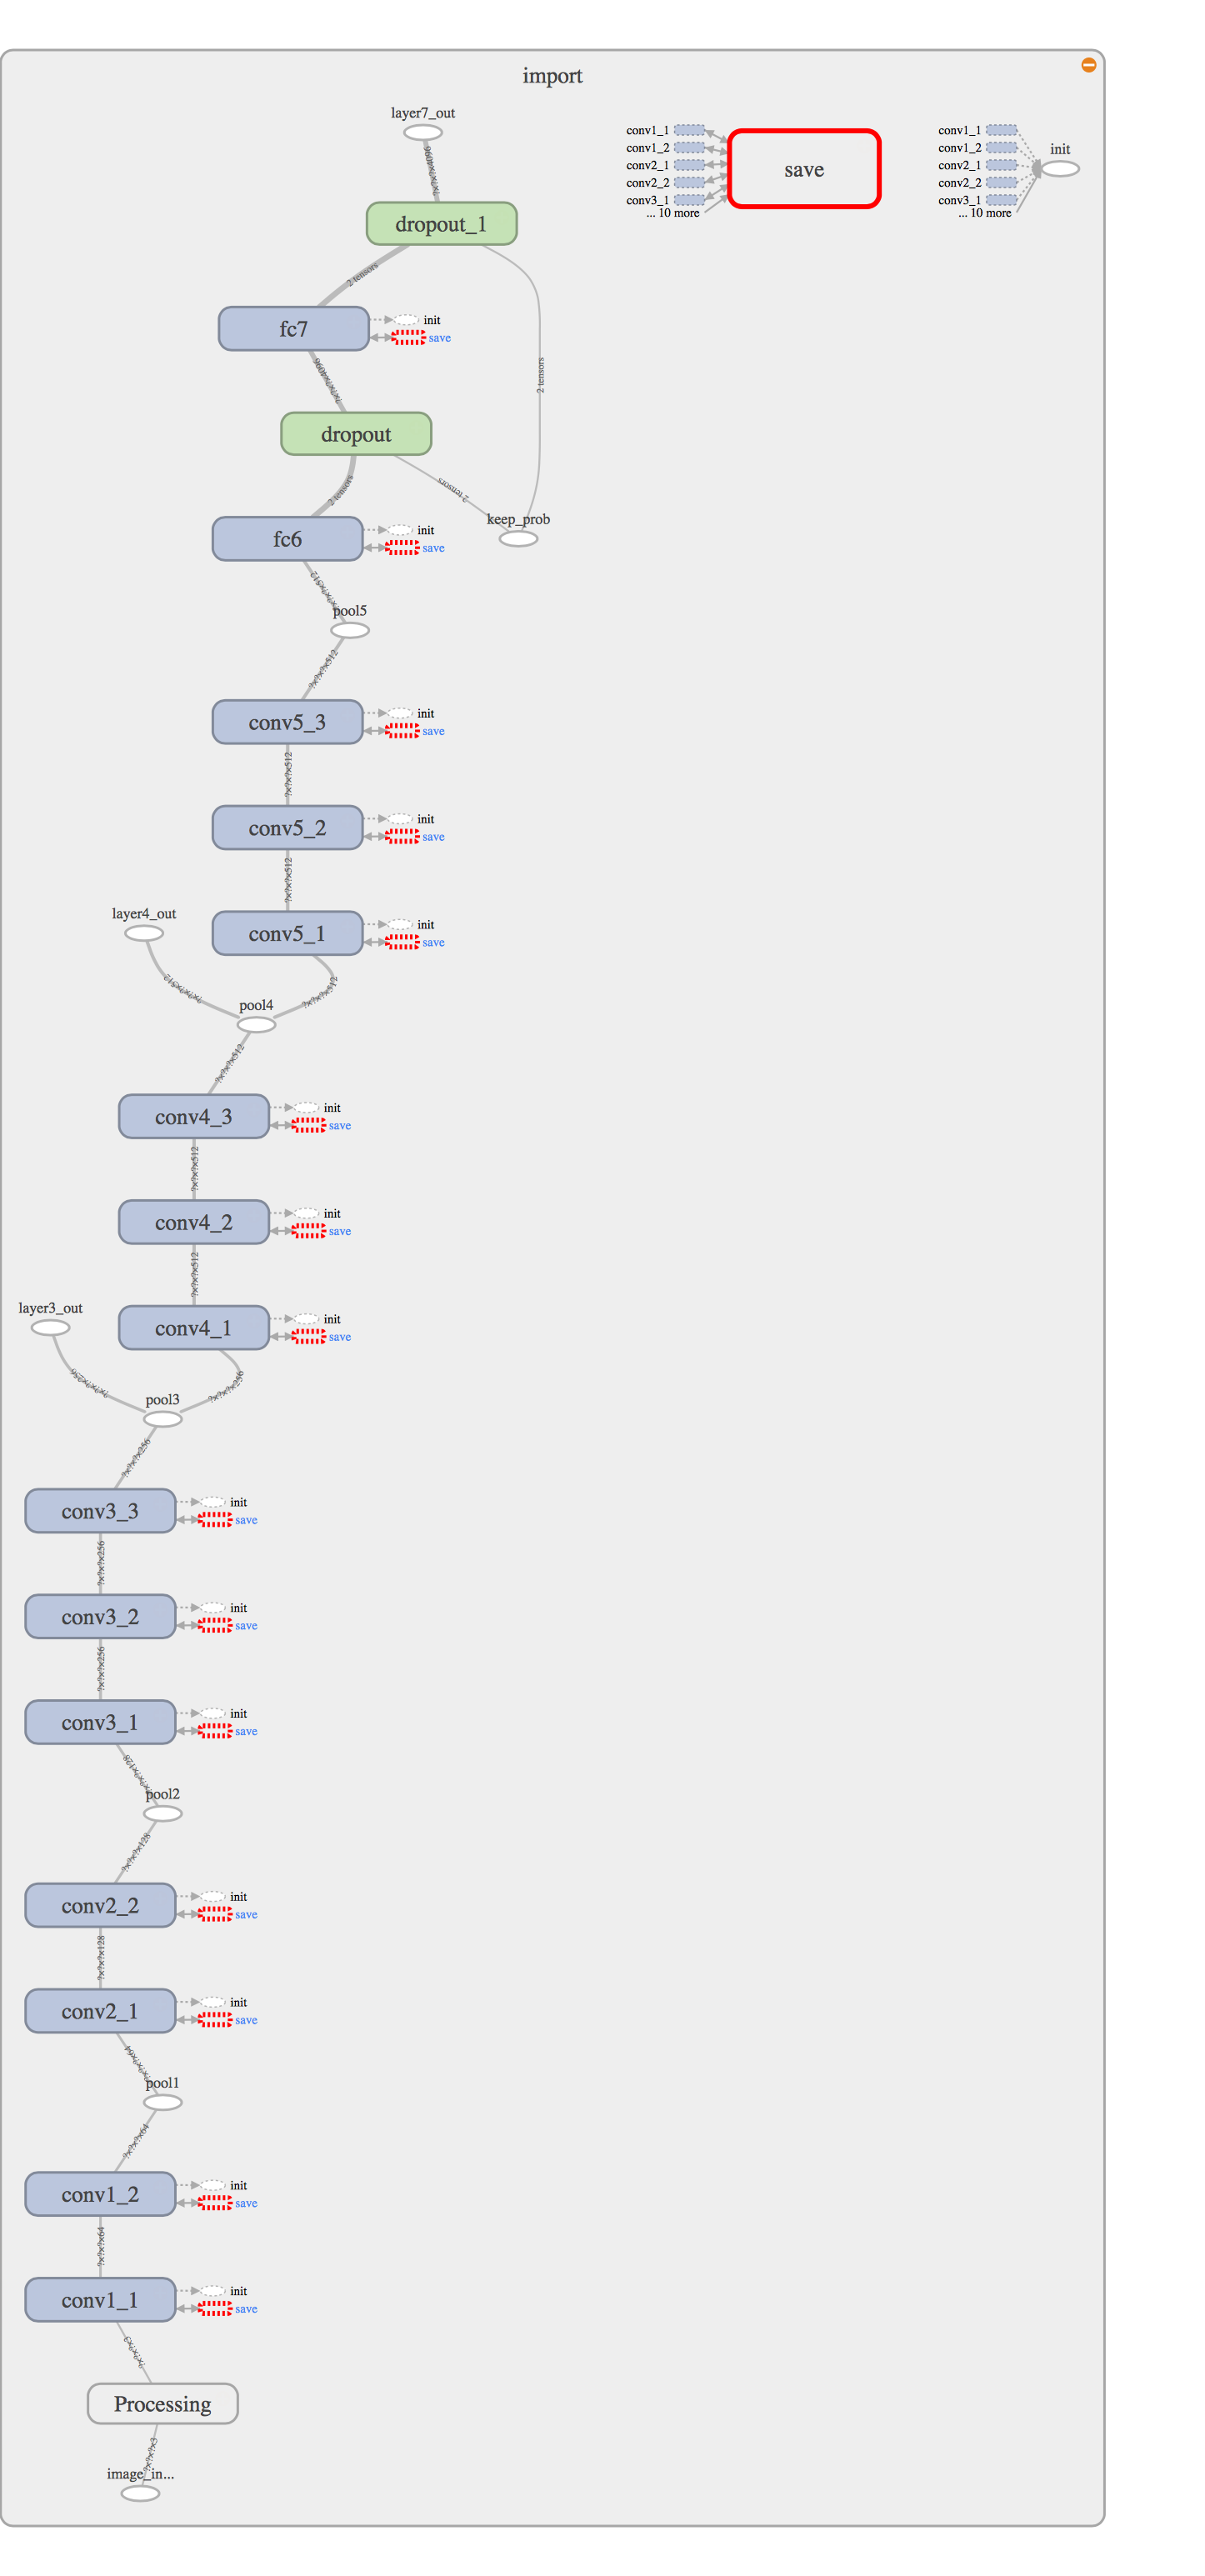 import
layer7_out
conv1_1
conv1_2
conv2_1
conv2_2
conv3_1
... 10 more
save
conv1_1
conv1_2
conv2_1
conv2_2
conv3_1
... 10 more
init
?x?x?x4096
dropout_1
2 tensors
fc7
init
save
2 tensors
?x?x?x4096
dropout
2 tensors
2 tensors
keep_prob
fc6
init
save
?x?x?x512
pool5
?x?x?x512
conv5_3
init
save
?x?x?x512
conv5_2
init
save
?x?x?x512
layer4_out
conv5_1
init
save
?x?x?x512
?x?x?x512
pool4
?x?x?x512
conv4_3
init
save
?x?x?x512
conv4_2
init
save
?x?x?x512
layer3_out
conv4_1
init
save
?x?x?x256
?x?x?x256
pool3
?x?x?x256
conv3_3
init
save
?x?x?x256
conv3_2
init
save
?x?x?x256
conv3_1
init
save
?x?x?x128
pool2
?x?x?x128
conv2_2
init
save
?x?x?x128
conv2_1
init
save
?x?x?x64
pool1
?x?x?x64
conv1_2
init
save
?x?x?x64
conv1_1
init
save
?x?x?x3
Processing
?x?x?x3
image_in...